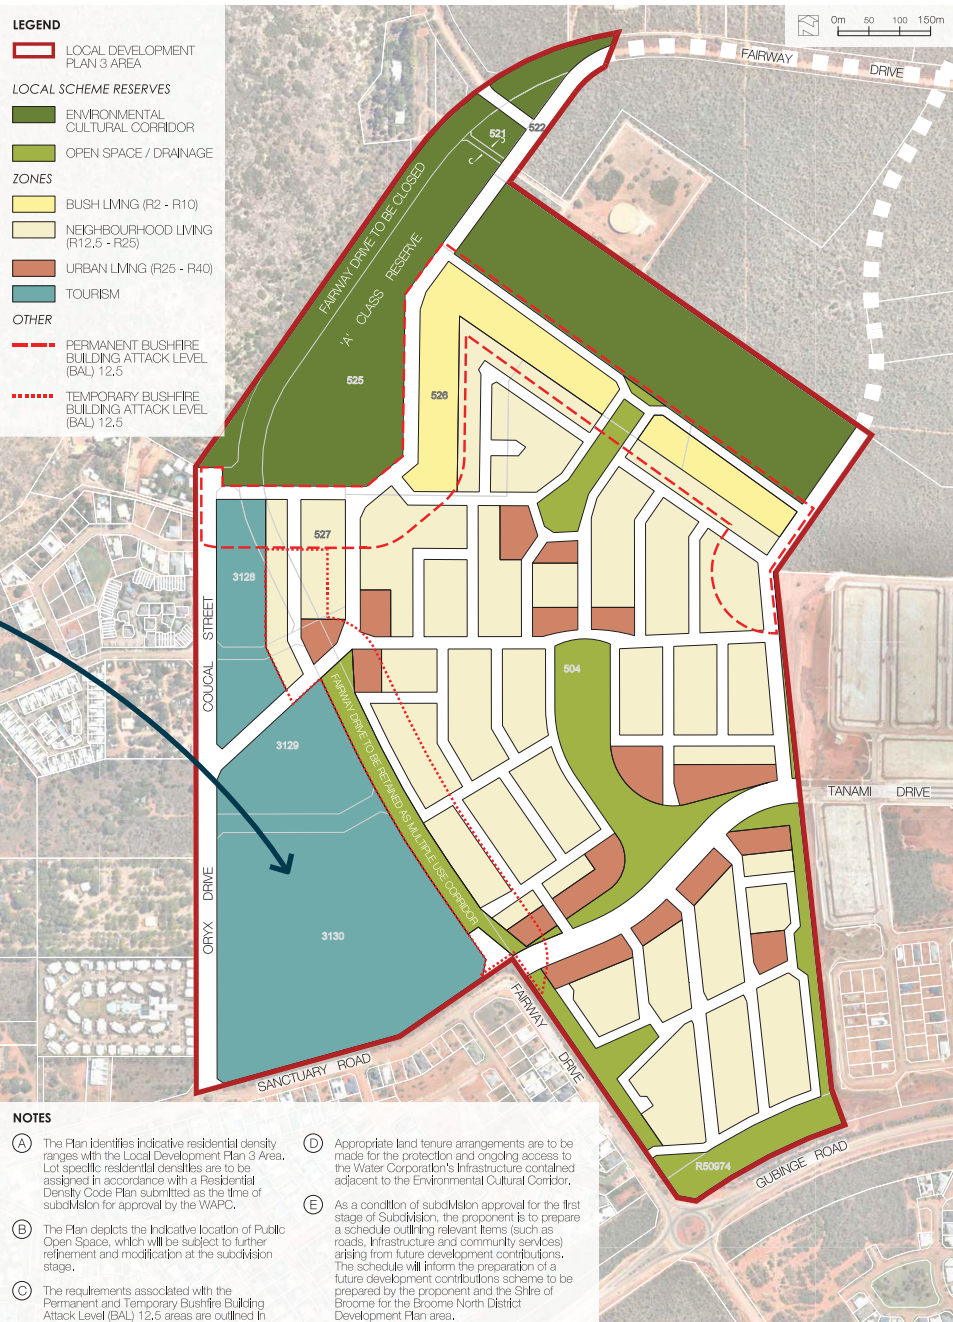 LEGEND
LOCAL DEVELOPMENT
PLAN 3 AREA
LOCAL SCHEME RESERVES
ENVIRONMENTAL
CULTURAL CORRIDOR
OPEN SPACE / DRAINAGE
ZONES
BUSH LIVING (R2 - R10)
NEIGHBOURHOOD LIVING
(R12.5 - R25)
URBAN LIVING (R25 - R40)
TOURISM
OTHER
PERMANENT BUSHFIRE
BUILDING ATTACK LEVEL
(BAL) 12.5
TEMPORARY BUSHFIRE
BUILDING ATTACK LEVEL
(BAL) 12.5
0m 50 100 150m
FAIRWAY DRIVE
522
521
FAIRWAY DRIVE TO BE CLOSED
'A' CLASS RESERVE
525
526
527
3128
COUCAL STREET
504
FAIRWAY DRIVE TO BE RETAINED AS MULTIPLE USE CORRIDOR
3129
TANAMI DRIVE
ORYX DRIVE
3130
FAIRWAY DRIVE
SANCTUARY ROAD
R50974
GUBINGE ROAD
NOTES
A The Plan identifies indicative residential density
ranges with the Local Development Plan 3 Area.
Lot specific residential densities are to be
assigned in accordance with a Residential
Density Code Plan submitted as the time of
subdivision for approval by the WAPC.
B The Plan depicts the indicative location of Public
Open Space, which will be subject to further
refinement and modification at the subdivision
stage.
C The requirements associated with the
Permanent and Temporary Bushfire Building
Attack Level (BAL) 12.5 areas are outlined in
D Appropriate land tenure arrangements are to be
made for the protection and ongoing access to
the Water Corporation's infrastructure contained
adjacent to the Environmental Cultural Corridor.
E As a condition of subdivision approval for the first
stage of Subdivision, the proponent is to prepare
a schedule outlining relevant items (such as
roads, infrastructure and community services)
arising from future development contributions.
The schedule will inform the preparation of a
future development contributions scheme to be
prepared by the proponent and the Shire of
Broome for the Broome North District
Development Plan area.